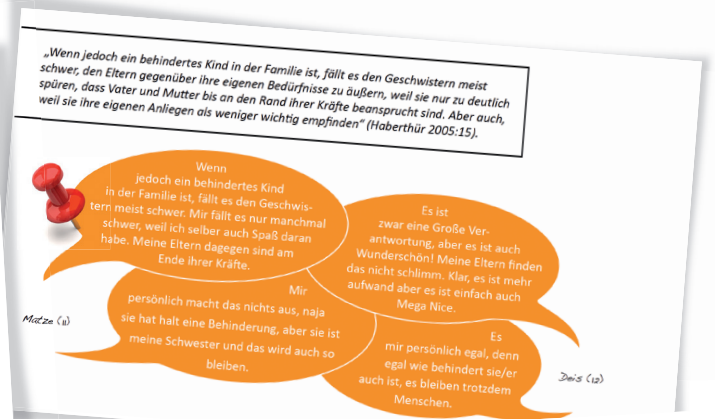 „Wenn jedoch ein behindertes Kind in der Familie ist, fällt es den Geschwistern meist
schwer, den Eltern gegenüber ihre eigenen Bedürfnisse zu äußern, weil sie nur zu deutlich
spüren, dass Vater und Mutter bis an den Rand ihrer Kräfte beansprucht sind. Aber auch,
weil sie ihre eigenen Anliegen als weniger wichtig empfinden“ (Haberthür 2005:15).
Wenn
jedoch ein behindertes Kind
in der Familie ist, fällt es den Geschwis-
tern meist schwer. Mir fällt es nur manchmal
schwer, weil ich selber auch Spaß daran
habe. Meine Eltern dagegen sind am
Ende ihrer Kräfte.
Es ist
zwar eine Große Ver-
antwortung, aber es ist auch
Wunderschön! Meine Eltern finden
das nicht schlimm. Klar, es ist mehr
aufwand aber es ist einfach auch
Mega Nice.
Mir
persönlich macht das nichts aus, naja
sie hat halt eine Behinderung, aber sie ist
meine Schwester und das wird auch so
bleiben.
Es
mir persönlich egal, denn
egal wie behindert sie/er
auch ist, es bleiben trotzdem
Menschen.
Matze (11)
Deis (12)